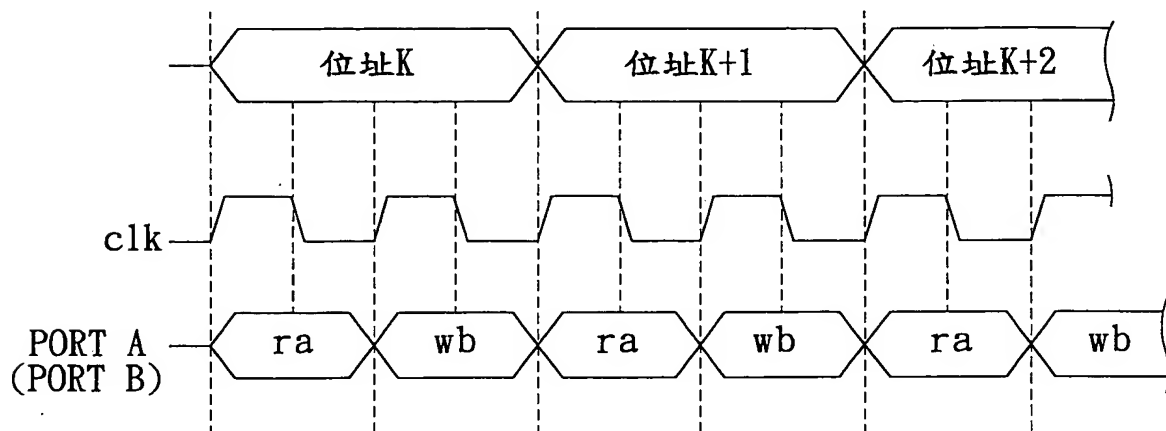 位址K 位址K+1 位址K+2
clk
PORT A ra wb ra wb ra wb
(PORT B)